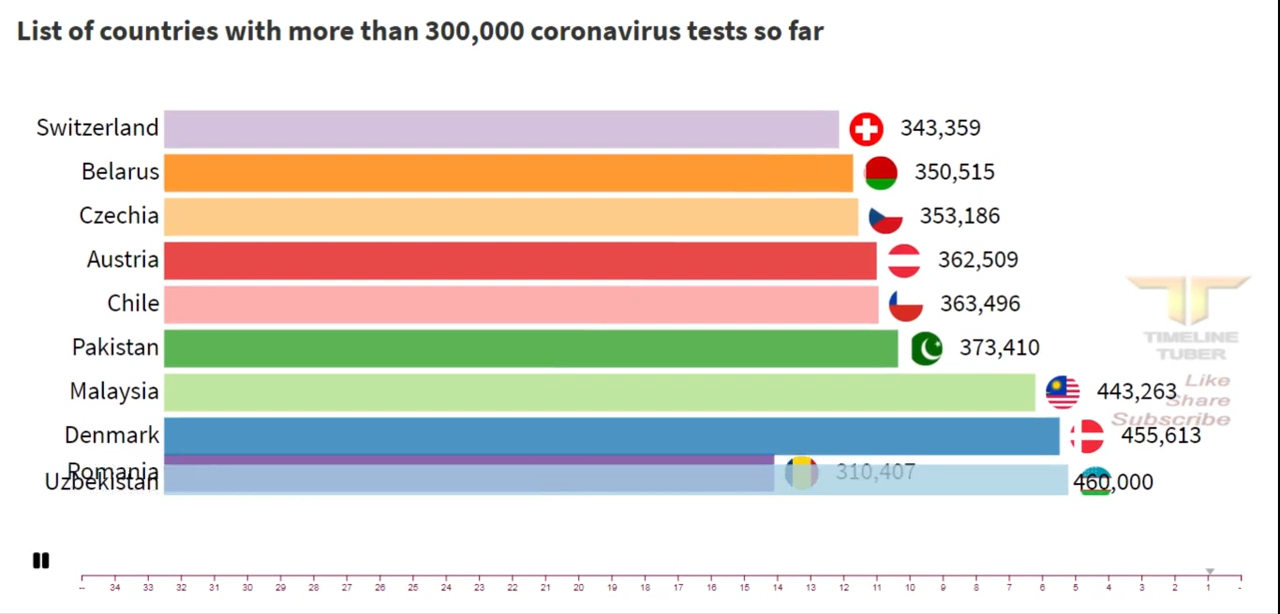 List of countries with more than 300,000 coronavirus tests so far
Switzerland 343,359
Belarus 350,515
Czechia 353,186
Austria 362,509
Chile 363,496
Pakistan 373,410
TIMELINE
TUBER
Like
Malaysia 443,263
Share
Subscribe
Denmark 455,613
Romania 310,407
Uzbekistan 460,000
-- 34 33 32 31 30 29 28 27 26 25 24 23 22 21 20 19 18 17 16 15 14 13 12 11 10 9 8 7 6 5 4 3 2 1 -